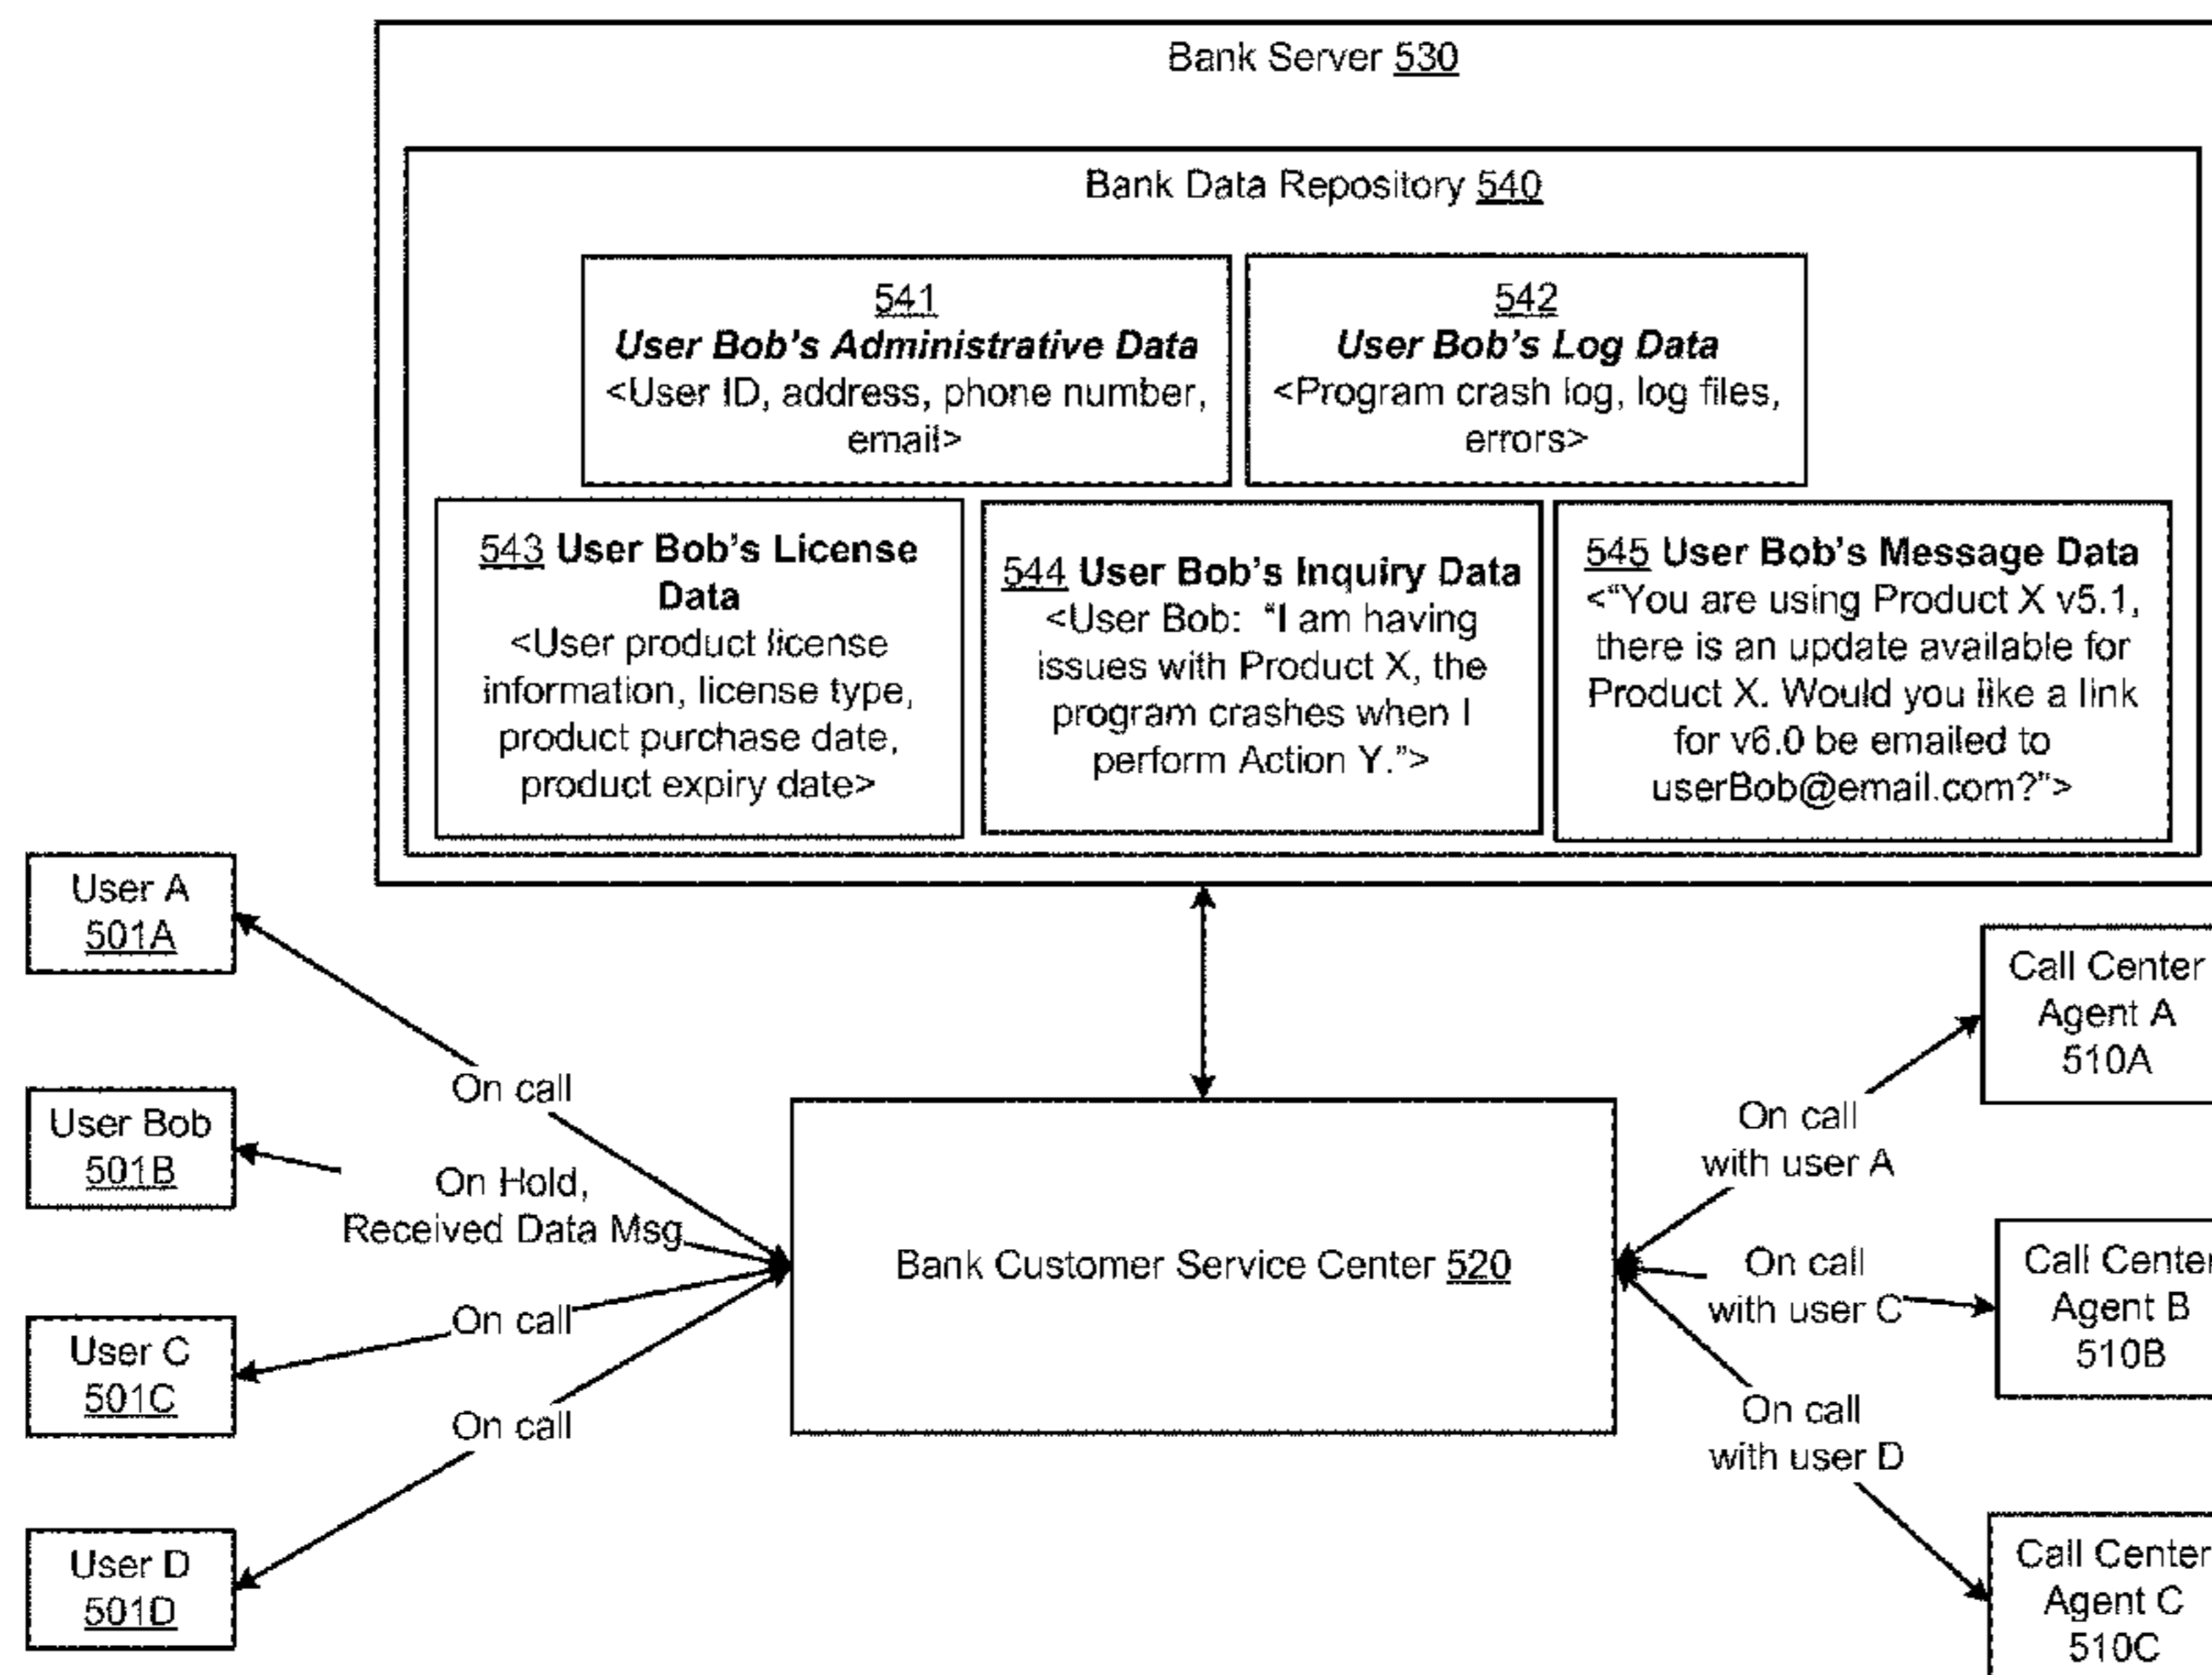 Bank Server 530
Bank Data Repository 540
541
User Bob's Administrative Data
<User ID, address, phone number,
email>
542
User Bob's Log Data
<Program crash log, log files,
errors>
543 User Bob's License
Data
<User product license
information, license type,
product purchase date,
product expiry date>
544 User Bob's Inquiry Data
<User Bob: “I am having
issues with Product X, the
program crashes when I
perform Action Y.”>
545 User Bob's Message Data
<“You are using Product X v5.1,
there is an update available for
Product X. Would you like a link
for v6.0 be emailed to
userBob@email.com?”>
User A
501A
On call
User Bob
501B
On Hold,
Received Data Msg
User C
501C
On call
User D
501D
On call
Bank Customer Service Center 520
On call
with user A
Call Center
Agent A
510A
On call
with user C
Call Center
Agent B
510B
On call
with user D
Call Center
Agent C
510C